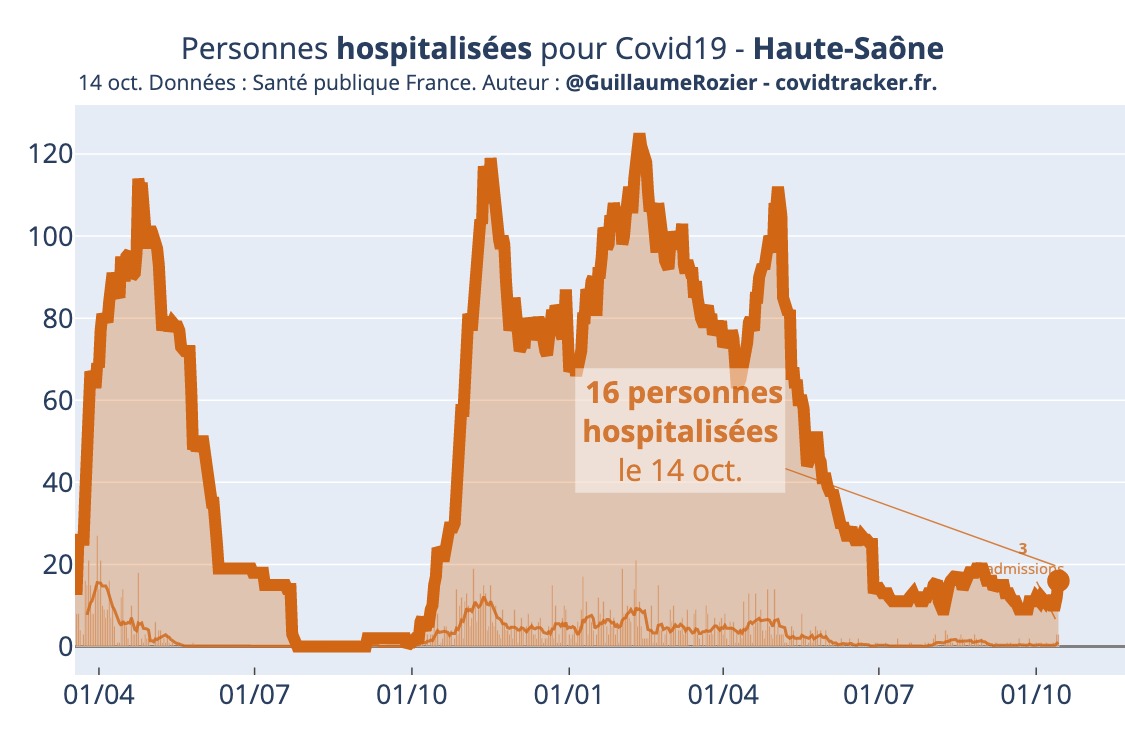 Personnes hospitalisées pour Covid19 - Haute-Saône
14 oct. Données : Santé publique France. Auteur : @GuillaumeRozier - covidtracker.fr.
120
100
80
60
40
20
0
16 personnes
hospitalisées
le 14 oct.
3
admissions
01/04 01/07 01/10 01/01 01/04 01/07 01/10